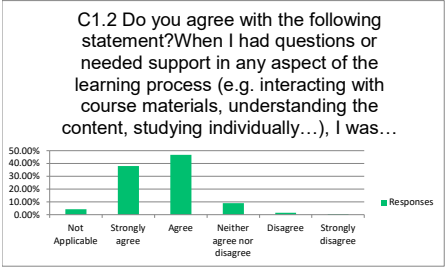 C1.2 Do you agree with the following
statement?When I had questions or
needed support in any aspect of the
learning process (e.g. interacting with
course materials, understanding the
content, studying individually…), I was…
50.00%
40.00%
30.00%
20.00%
10.00%
0.00%
Not
Applicable
Strongly
agree
Agree
Neither
agree nor
disagree
Disagree
Strongly
disagree
Responses